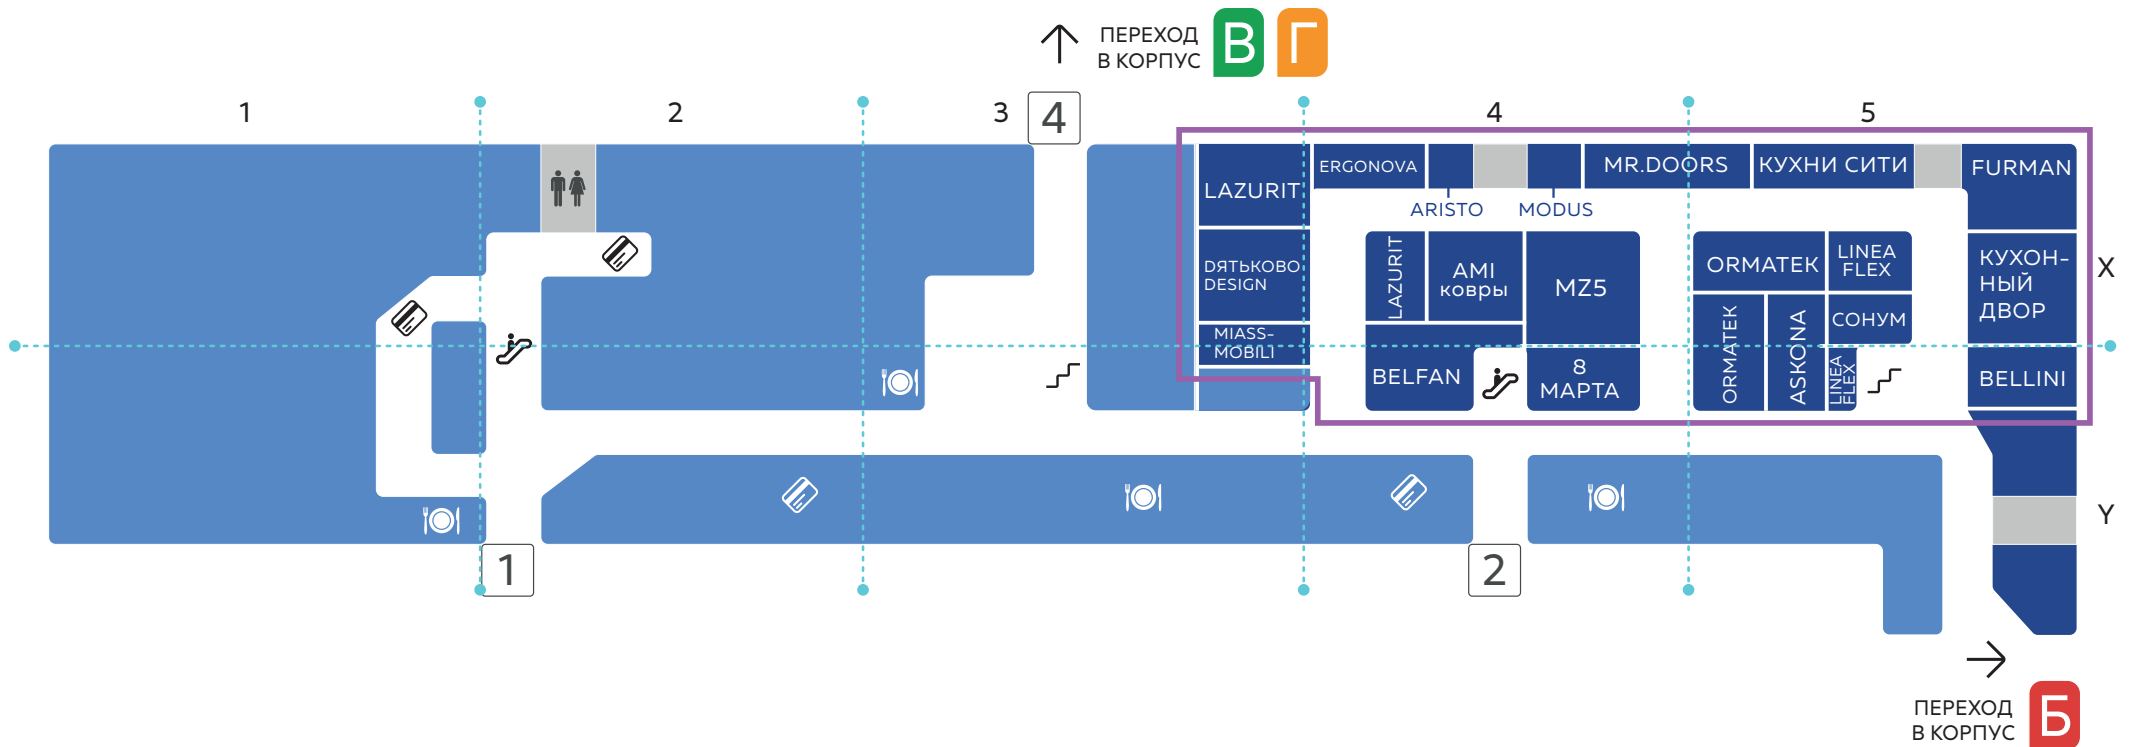 ПЕРЕХОД
В КОРПУС
В Г
1 2 3 4 4 5
LAZURIT
ERGONOVA
MR.DOORS
КУХНИ СИТИ
FURMAN
ARISTO
MODUS
DЯТЬКОВО
DESIGN
LAZURIT
AMI
ковры
MZ5
ORMATEK
LINEA
FLEX
КУХОН-
НЫЙ
ДВОР
X
MIASS-
MOBILI
ORMATEK
ASKONA
СОНУМ
BELFAN
8
МАРТА
LINEA
FLEX
BELLINI
Y
1
2
ПЕРЕХОД
В КОРПУС
Б